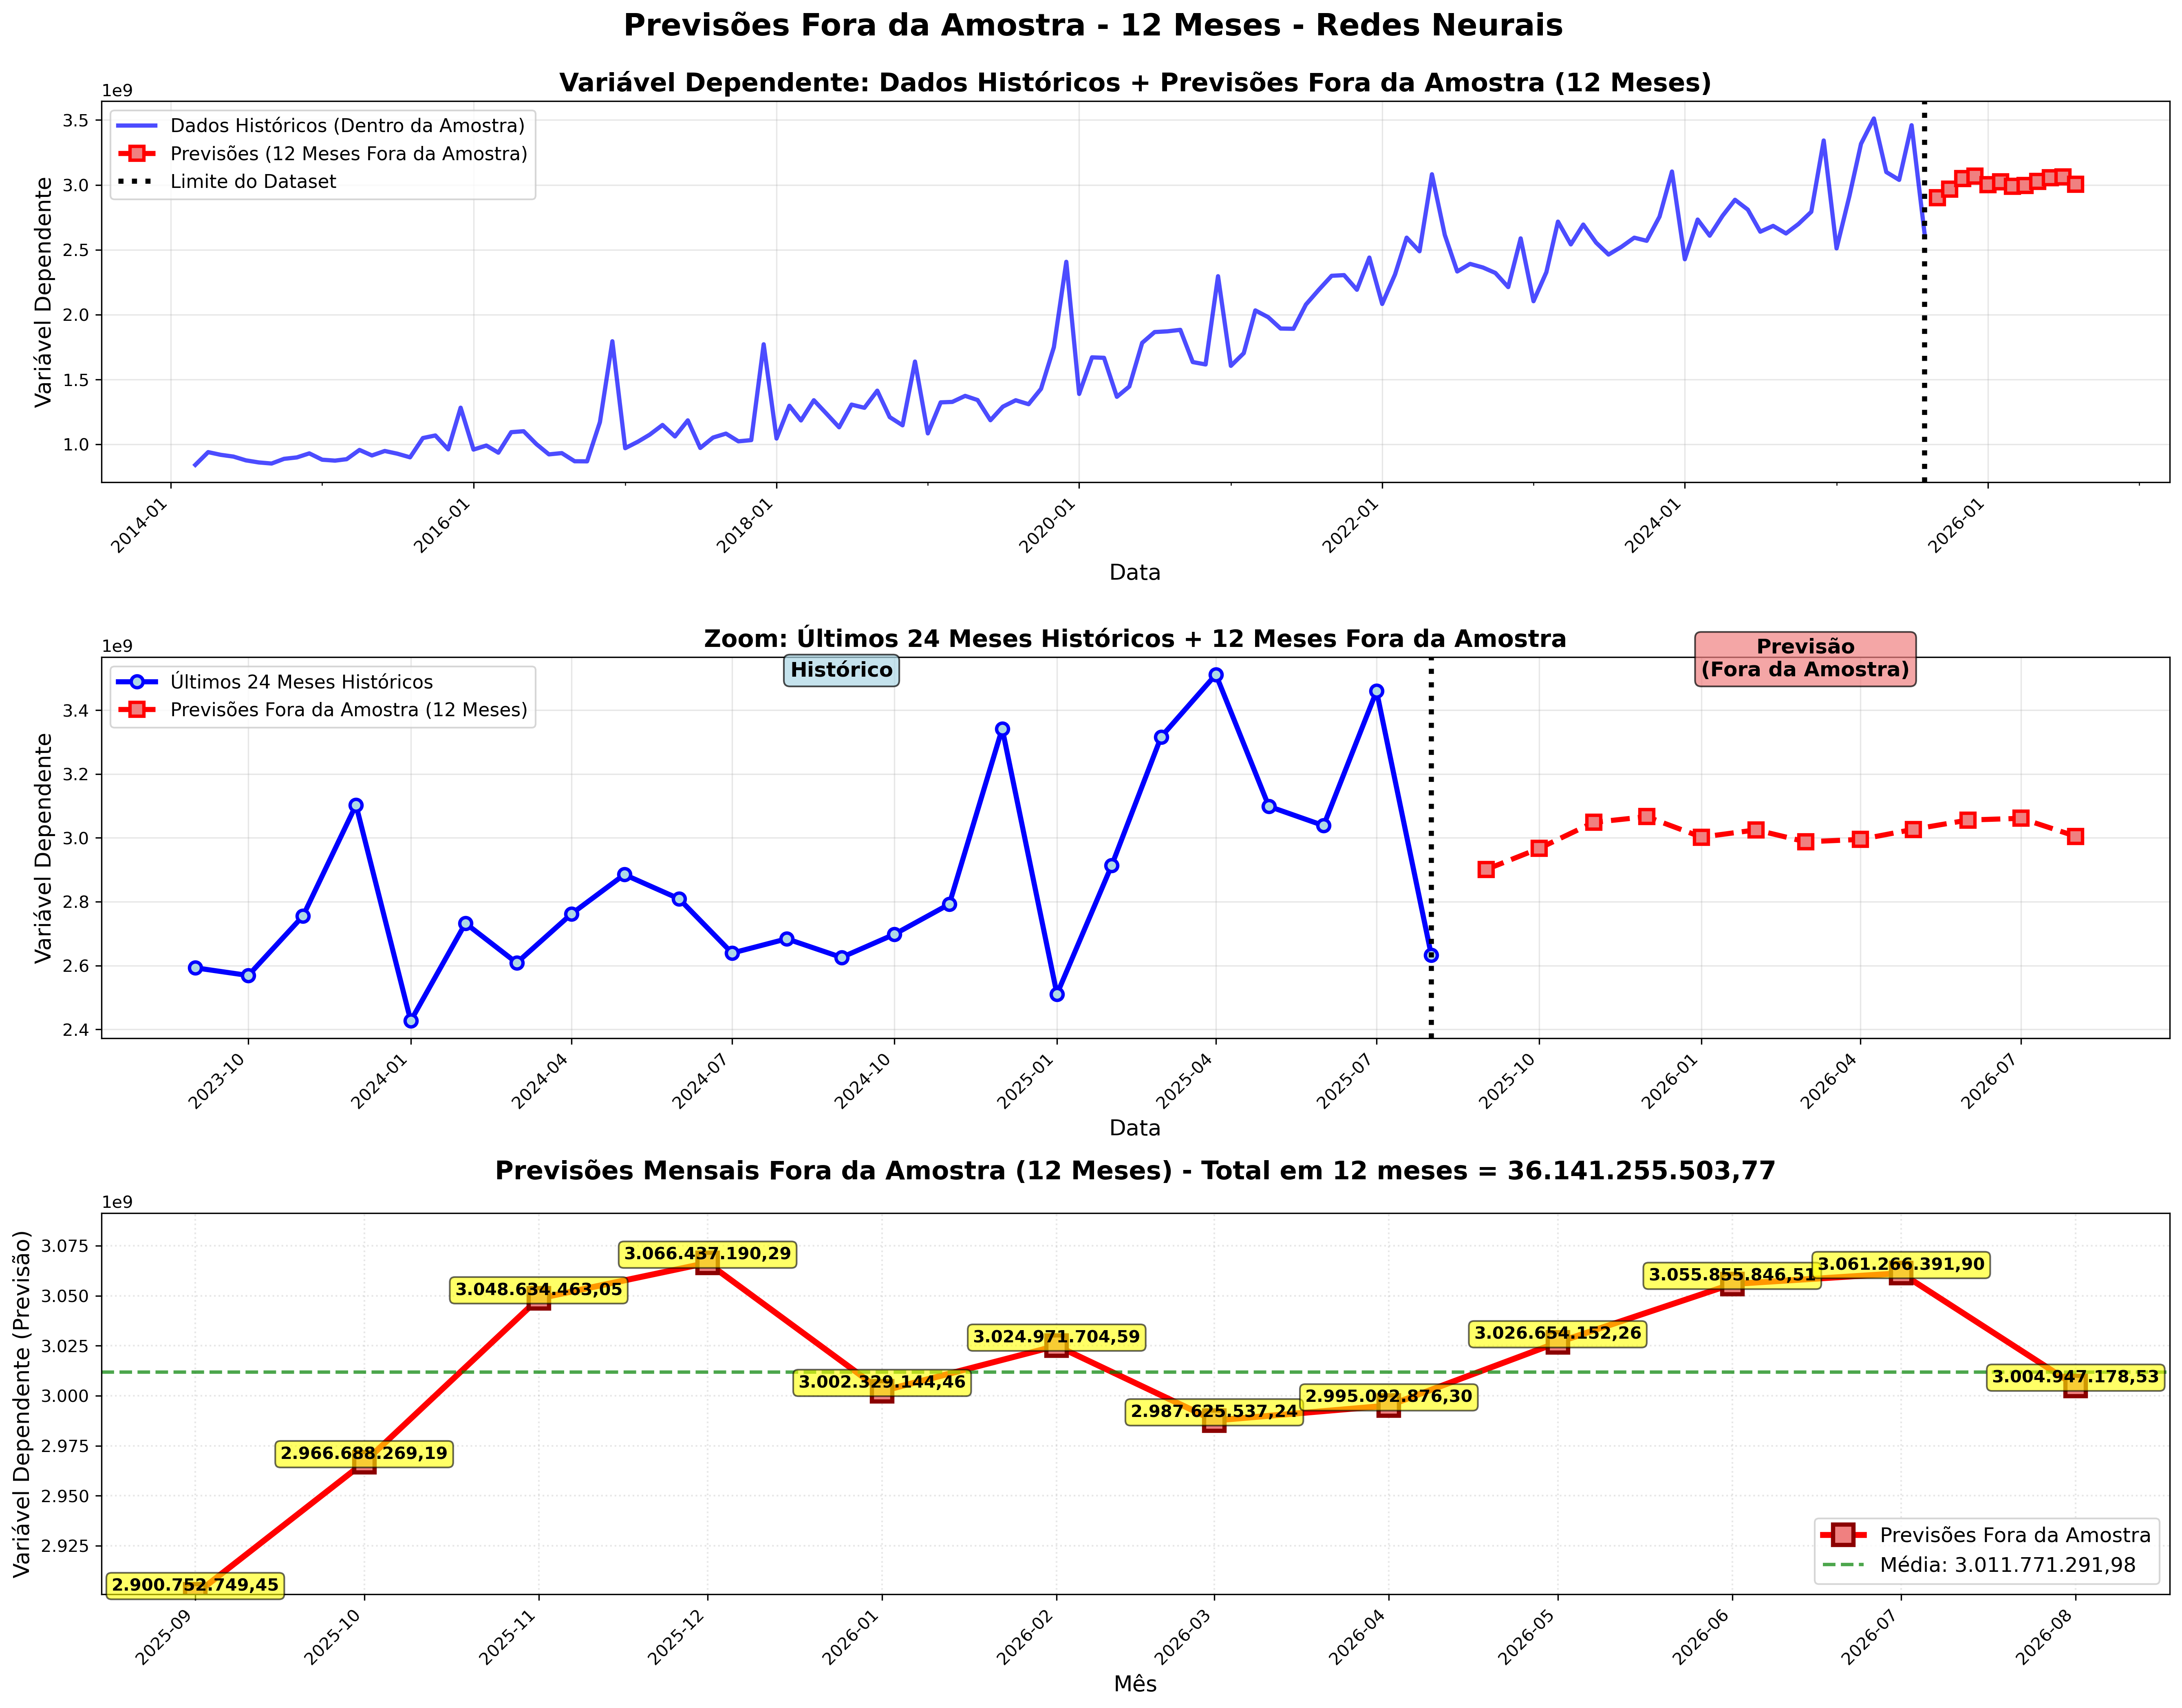 Previsões Fora da Amostra - 12 Meses - Redes Neurais
Variável Dependente: Dados Históricos + Previsões Fora da Amostra (12 Meses)
1e9
Dados Históricos (Dentro da Amostra)
Previsões (12 Meses Fora da Amostra)
Limite do Dataset
Variável Dependente
3.5
3.0
2.5
2.0
1.5
1.0
2014-01
2016-01
2018-01
2020-01
2022-01
2024-01
2026-01
Data
Zoom: Últimos 24 Meses Históricos + 12 Meses Fora da Amostra
1e9
Últimos 24 Meses Históricos
Previsões Fora da Amostra (12 Meses)
Histórico
Previsão
(Fora da Amostra)
Variável Dependente
3.4
3.2
3.0
2.8
2.6
2.4
2023-10
2024-01
2024-04
2024-07
2024-10
2025-01
2025-04
2025-07
2025-10
2026-01
2026-04
2026-07
Data
Previsões Mensais Fora da Amostra (12 Meses) - Total em 12 meses = 36.141.255.503,77
1e9
Variável Dependente (Previsão)
3.075
3.050
3.025
3.000
2.975
2.950
2.925
2.900.752.749,45
2.966.688.269,19
3.048.634.463,05
3.066.437.190,29
3.002.329.144,46
3.024.971.704,59
2.987.625.537,24
2.995.092.876,30
3.026.654.152,26
3.055.855.846,51
3.061.266.391,90
3.004.947.178,53
Previsões Fora da Amostra
Média: 3.011.771.291,98
2025-09
2025-10
2025-11
2025-12
2026-01
2026-02
2026-03
2026-04
2026-05
2026-06
2026-07
2026-08
Mês